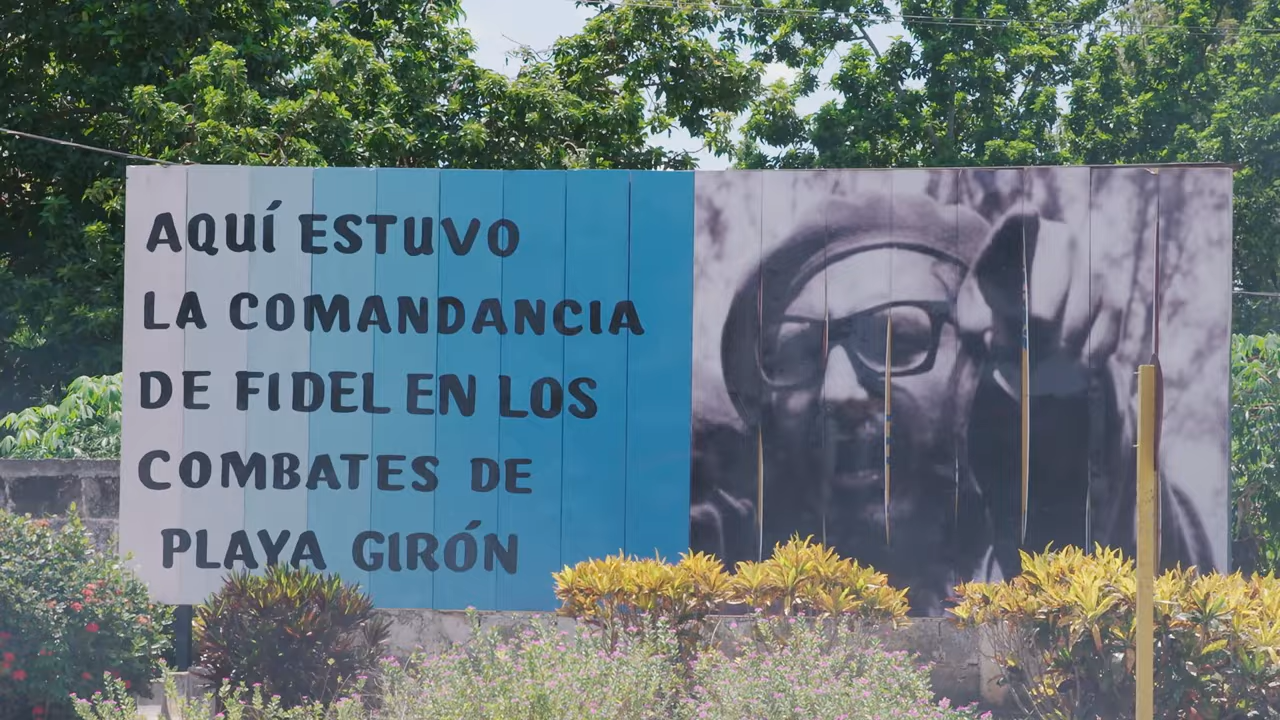 AQUÍ ESTUVO
LA COMANDANCIA
DE FIDEL EN LOS
COMBATES DE
PLAYA GIRÓN